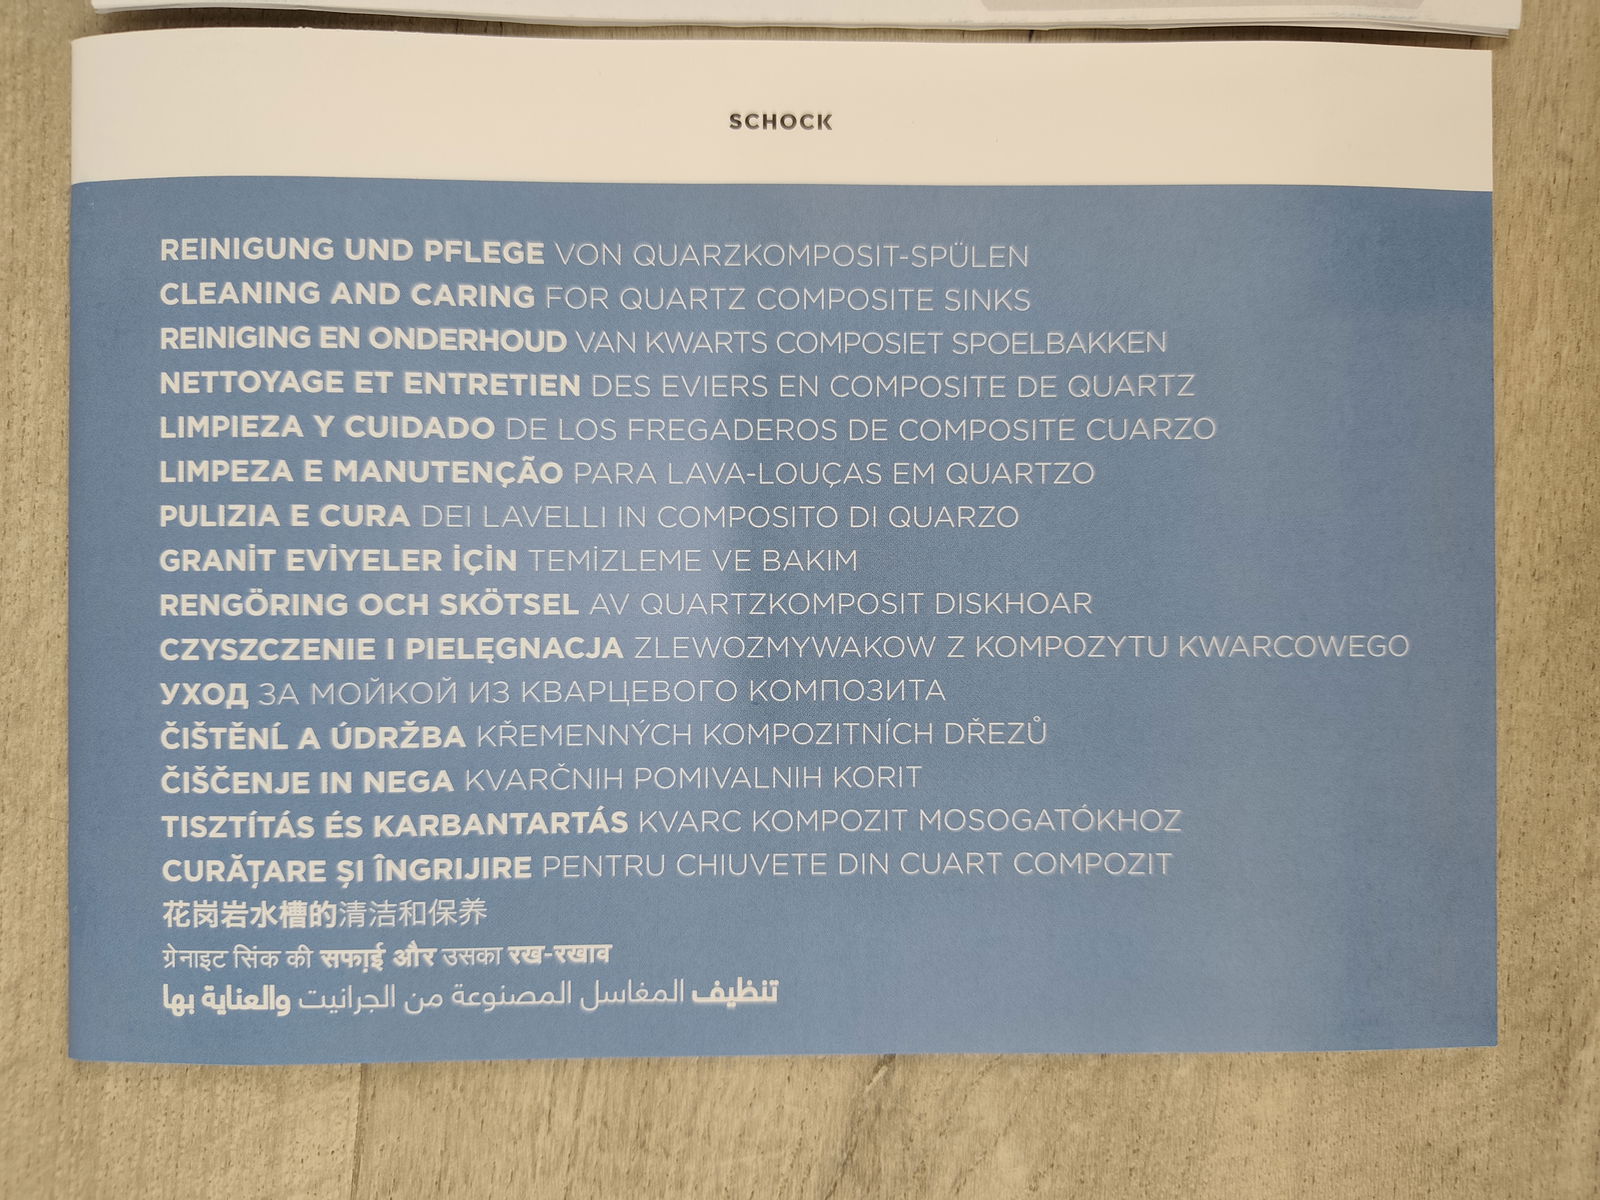 SCHOCK
REINIGUNG UND PFLEGE VON QUARZKOMPOSIT-SPÜLEN
CLEANING AND CARING FOR QUARTZ COMPOSITE SINKS
REINIGING EN ONDERHOUD VAN KWARTS COMPOSIET SPOELBAKKEN
NETTOYAGE ET ENTRETIEN DES EVIERS EN COMPOSITE DE QUARTZ
LIMPIEZA Y CUIDADO DE LOS FREGADEROS DE COMPOSITE CUARZO
LIMPEZA E MANUTENÇÃO PARA LAVA-LOUÇAS EM QUARTZO
PULIZIA E CURA DEI LAVELLI IN COMPOSITO DI QUARZO
GRANİT EVİYELER İÇİN TEMİZLEME VE BAKIM
RENGÖRING OCH SKÖTSEL AV QUARTZKOMPOSIT DISKHOAR
CZYSZCZENIE I PIELĘGNACJA ZLEWOZMYWAKOW Z KOMPOZYTU KWARCOWEGO
УХОД ЗА МОЙКОЙ ИЗ КВАРЦЕВОГО КОМПОЗИТА
ČIŠTĚNÍ A ÚDRŽBA KŘEMENNÝCH KOMPOZITNÍCH DŘEZŮ
ČIŠČENJE IN NEGA KVARČNIH POMIVALNIH KORIT
TISZTÍTÁS ÉS KARBANTARTÁS KVARC KOMPOZIT MOSOGATÓKHOZ
CURĂȚARE ȘI ÎNGRIJIRE PENTRU CHIUVETE DIN CUART COMPOZIT
花岗岩水槽的清洁和保养
ग्रेनाइट सिंक की सफाई और उसका रख-रखाव
تنظيف المغاسل المصنوعة من الجرانيت والعناية بها